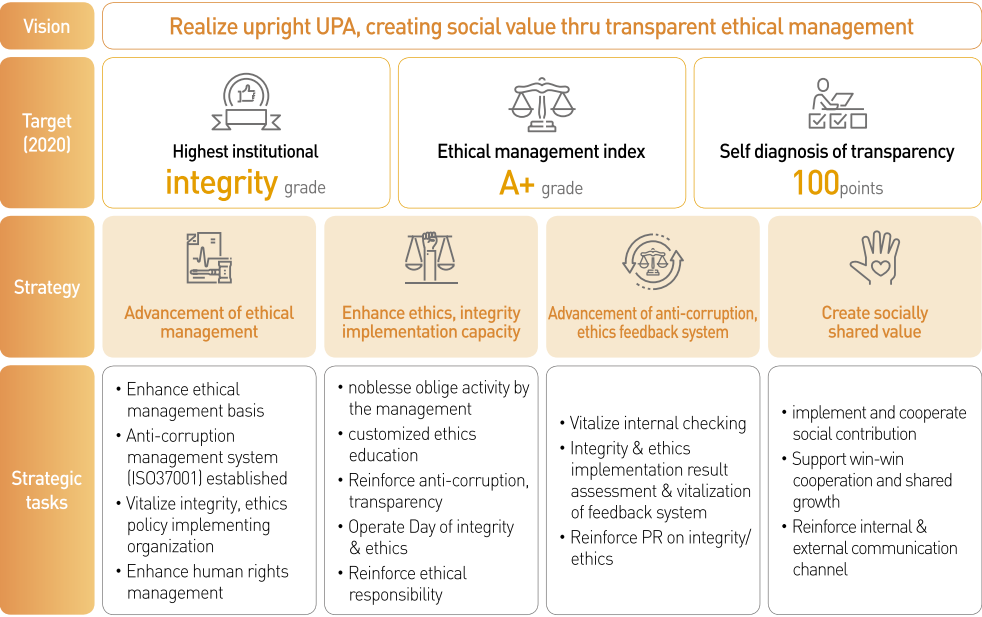 Vision
Realize upright UPA, creating social value thru transparent ethical management
Target
(2020)
Highest institutional
integrity grade
Ethical management index
A+ grade
Self diagnosis of transparency
100points
Strategy
Advancement of ethical
management
Enhance ethics, integrity
implementation capacity
Advancement of anti-corruption,
ethics feedback system
Create socially
shared value
Strategic
tasks
• Enhance ethical
management basis
• Anti-corruption
management system
(ISO37001) established
• Vitalize integrity, ethics
policy implementing
organization
• Enhance human rights
management
• noblesse oblige activity by
the management
• customized ethics
education
• Reinforce anti-corruption,
transparency
• Operate Day of integrity
& ethics
• Reinforce ethical
responsibility
• Vitalize internal checking
• Integrity & ethics
implementation result
assessment & vitalization
of feedback system
• Reinforce PR on integrity/
ethics
• implement and cooperate
social contribution
• Support win-win
cooperation and shared
growth
• Reinforce internal &
external communication
channel